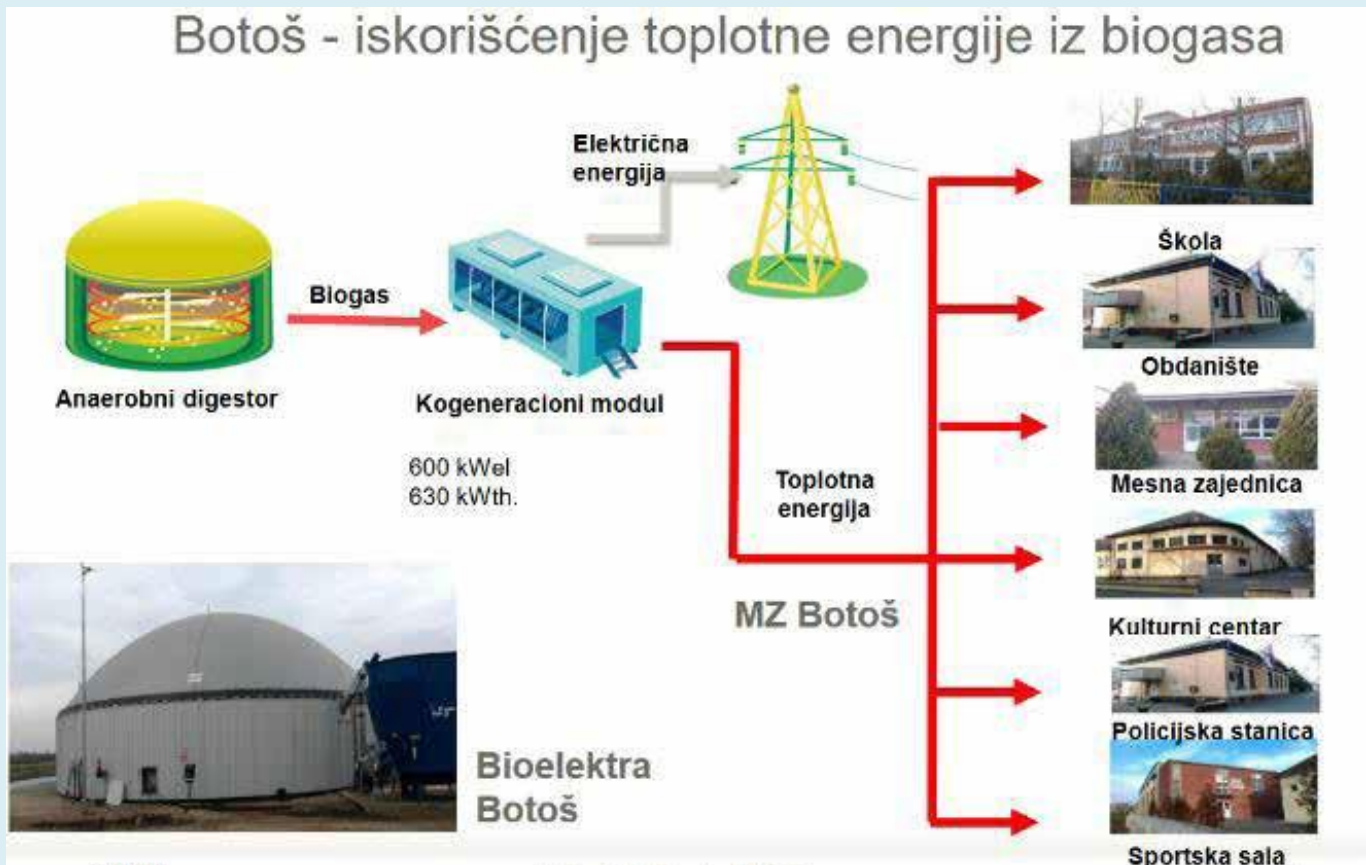 Botoš - iskorišćenje toplotne energije iz biogasa
Električna
energija
Biogas
Anaerobni digestor
Kogeneracioni modul
600 kWel
630 kWth.
Toplotna
energija
MZ Botoš
Bioelektra
Botoš
Škola
Obdanište
Mesna zajednica
Kulturni centar
Policijska stanica
Sportska sala